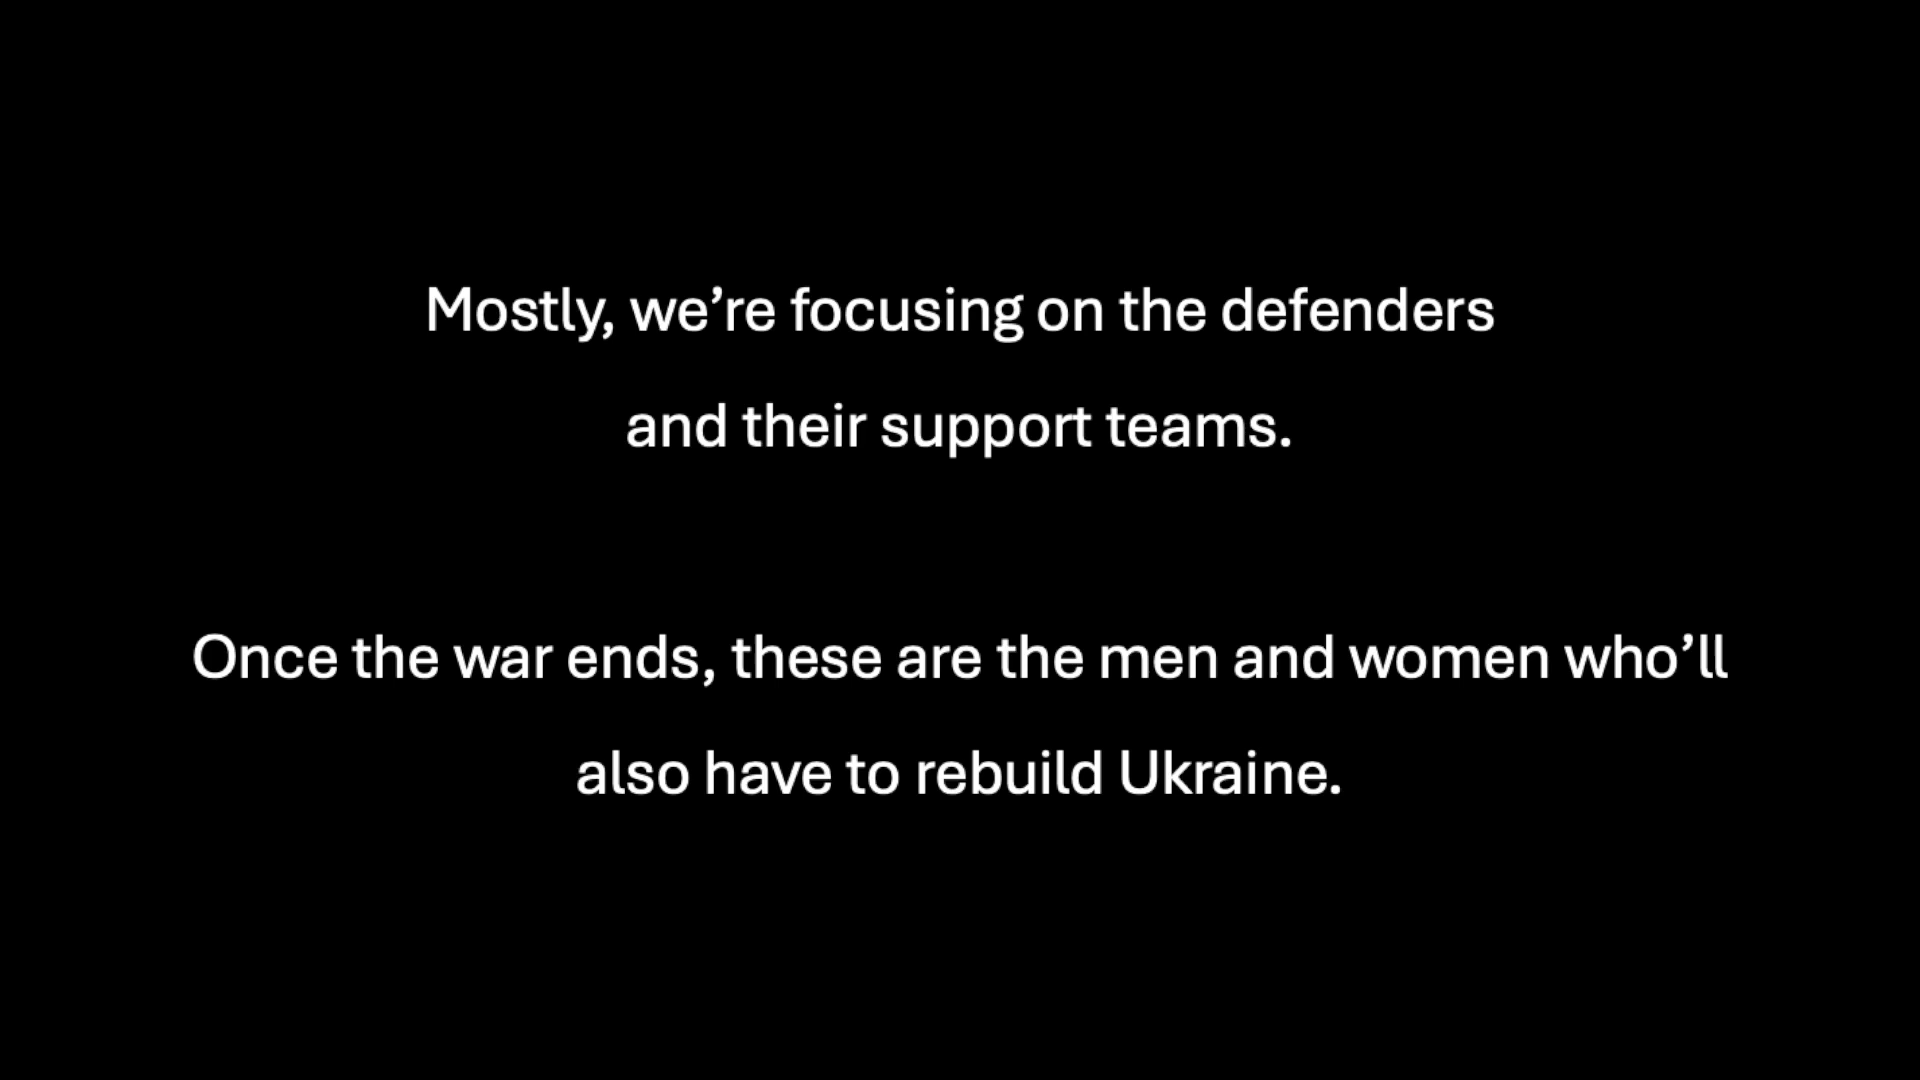 Mostly, we’re focusing on the defenders
and their support teams.
Once the war ends, these are the men and women who’ll
also have to rebuild Ukraine.